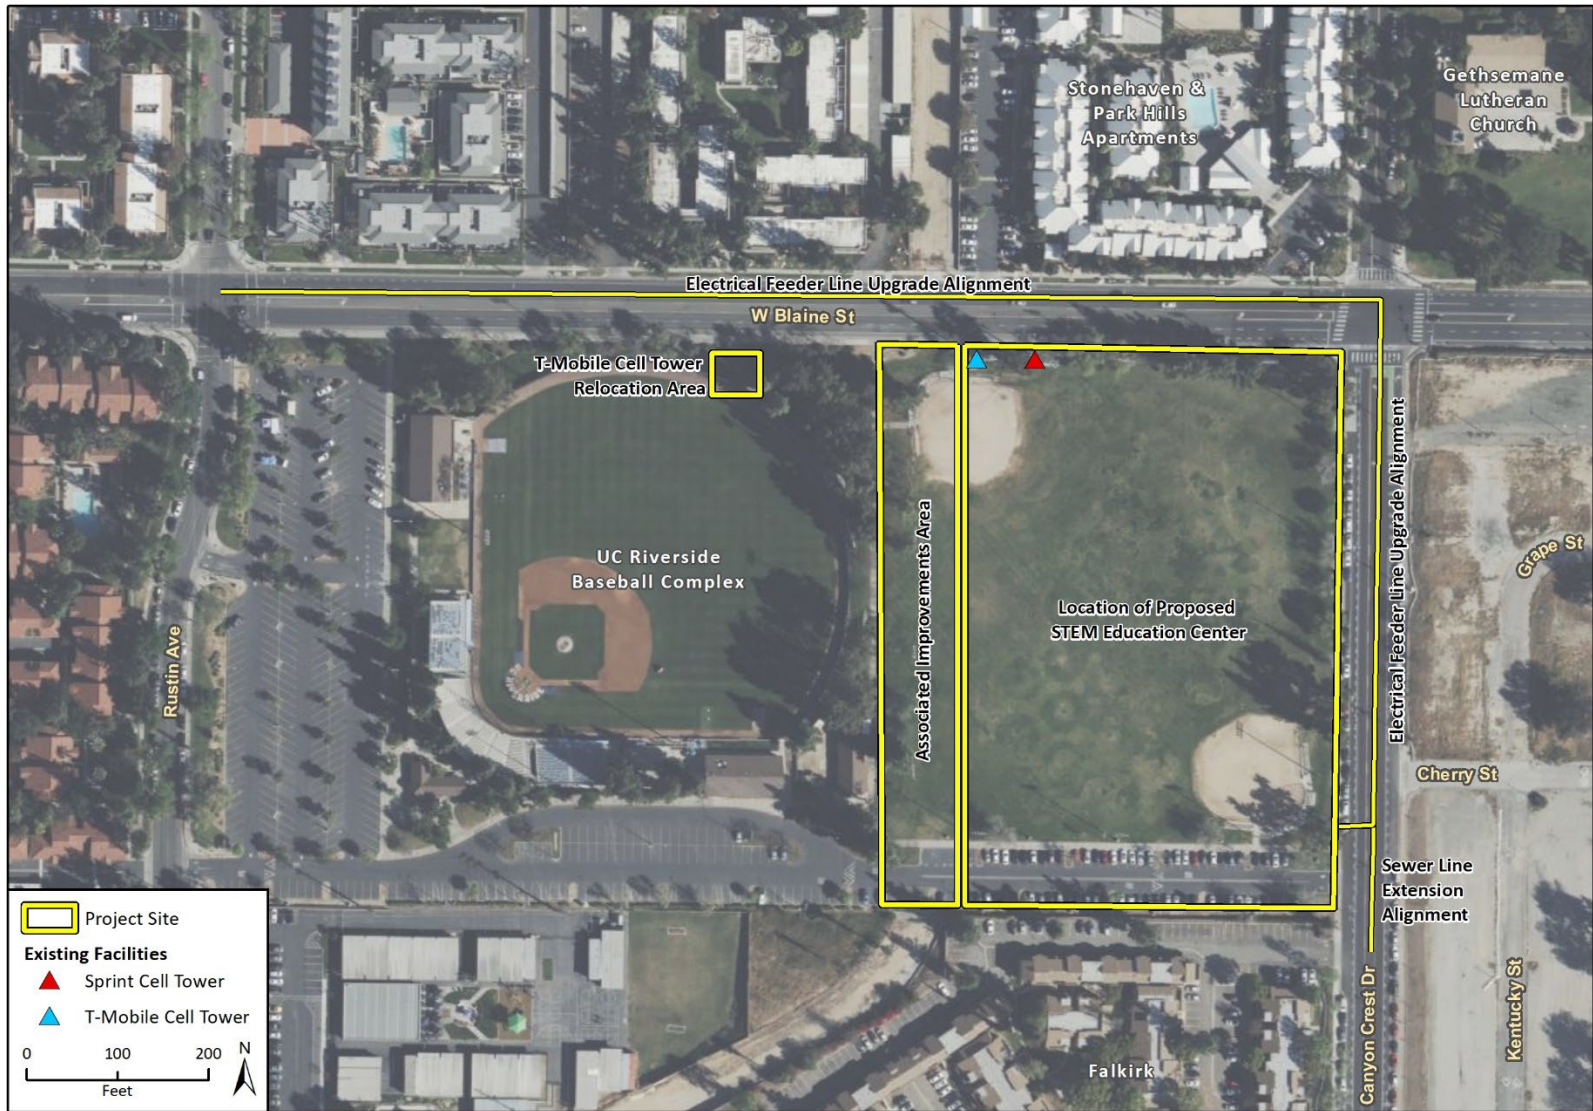 Stonehaven &
Park Hills
Apartments
Gethsemane
Lutheran
Church
Electrical Feeder Line Upgrade Alignment
W Blaine St
T-Mobile Cell Tower
Relocation Area
UC Riverside
Baseball Complex
Associated Improvements Area
Location of Proposed
STEM Education Center
Electrical Feeder Line Upgrade Alignment
Grape St
Rustin Ave
Cherry St
Sewer Line
Extension
Alignment
Canyon Crest Dr
Kentucky St
Falkirk
Project Site
Existing Facilities
Sprint Cell Tower
T-Mobile Cell Tower
0 100 200
Feet
N